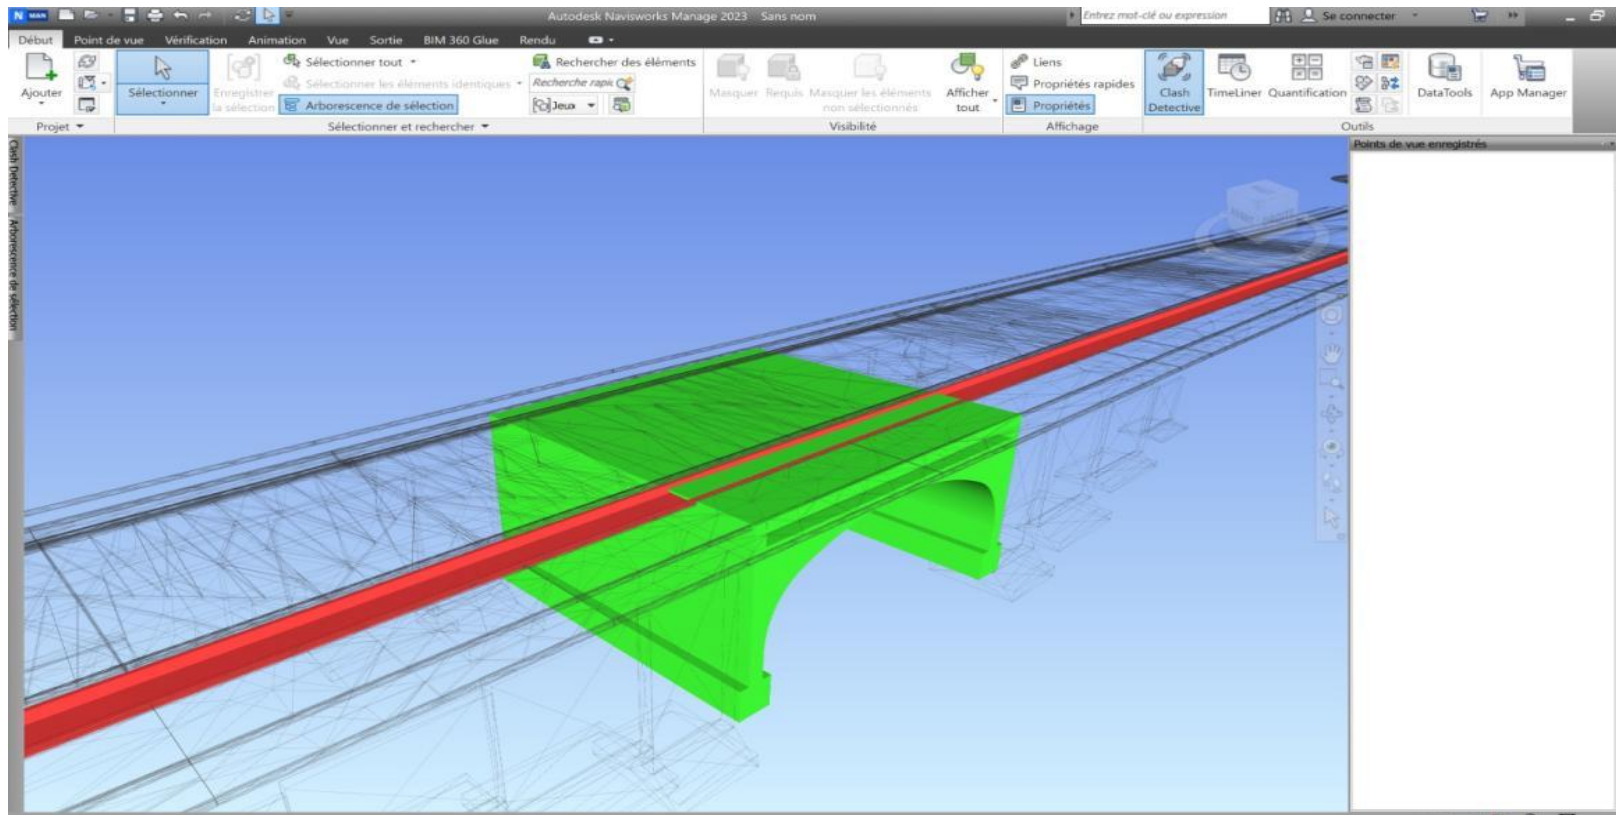 N MAN Autodesk Navisworks Manage 2023 Sans nom Entrez mot-clé ou expression Se connecter
Début Point de vue Vérification Animation Vue Sortie BIM 360 Glue Rendu
Ajouter
Sélectionner
Enregistrer
la sélection
Sélectionner tout
Sélectionner les éléments identiques
Arborescence de sélection
Rechercher des éléments
Recherche rapi
Jeux
Masquer
Requis
Masquer les éléments
non sélectionnés
Afficher
tout
Liens
Propriétés rapides
Propriétés
Clash
Detective
TimeLiner
Quantification
DataTools
App Manager
Projet Sélectionner et rechercher Visibilité Affichage Outils
Clash Detective
Arborescence de sélection
Points de vue enregistrés